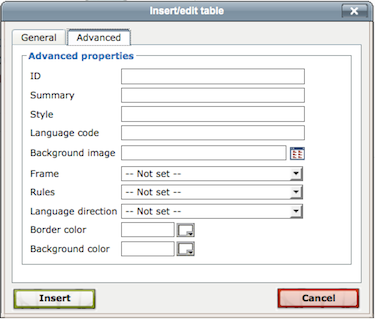 Insert/edit table
General Advanced
Advanced properties
ID
Summary
Style
Language code
Background image
Frame -- Not set --
Rules -- Not set --
Language direction -- Not set --
Border color
Background color
Insert Cancel